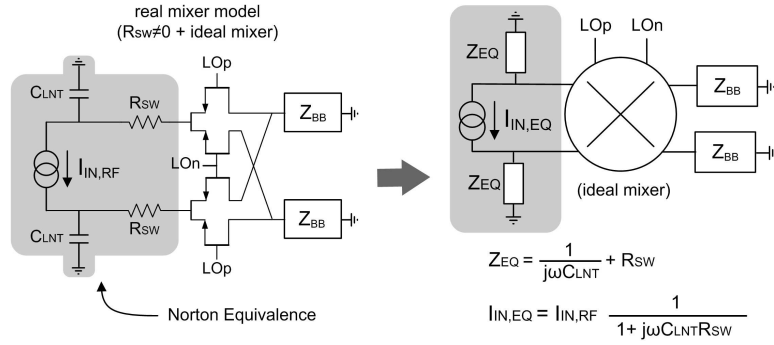 real mixer model
(RSW≠0 + ideal mixer)
LOp
CLNT
RSW
ZBB
IIN,RF
LOn
CLNT
RSW
ZBB
LOp
Norton Equivalence
LOp LOn
ZEQ
ZBB
IIN,EQ
ZBB
ZEQ
(ideal mixer)
ZEQ = 1 / jωCLNT + RSW
IIN,EQ = IIN,RF 1 / 1+ jωCLNTRSW